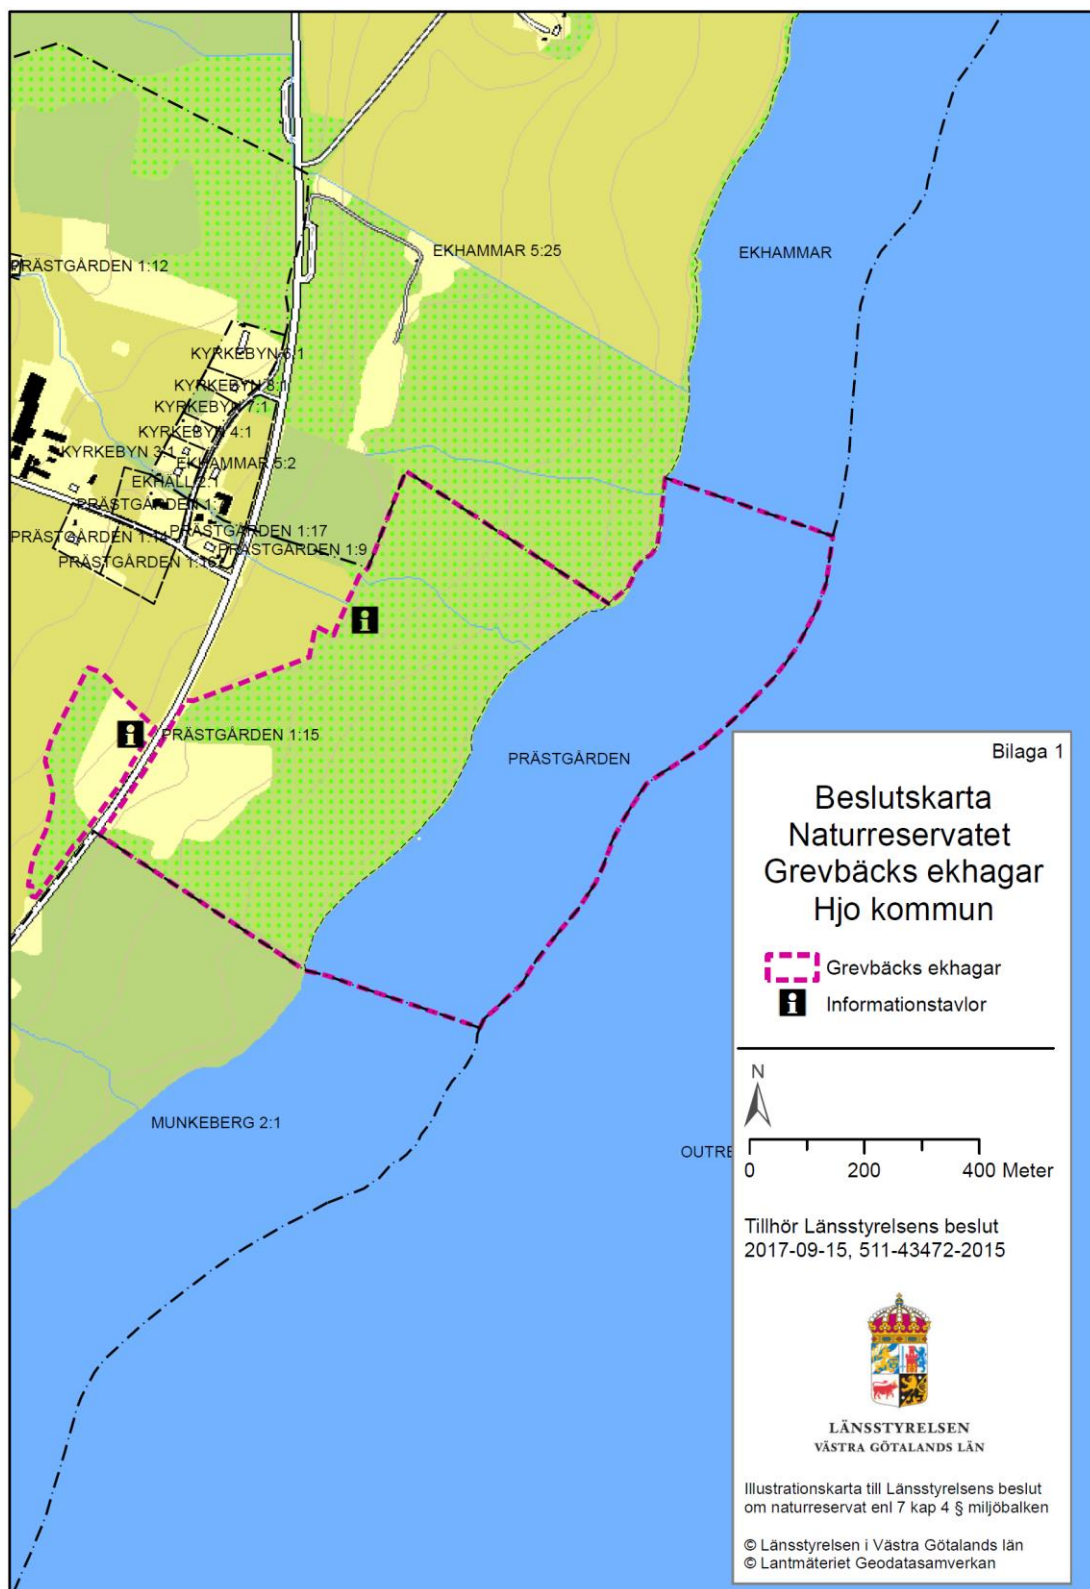 EKHAMMAR 5:25
EKHAMMAR
PRÄSTGÅRDEN 1:12
KYRKEBYN 6:1
KYRKEBYN 8:1
KYRKEBYN 7:1
KYRKEBYN 4:1
KYRKEBYN 3:1
EKHAMMAR 5:2
EKHÄLL 2:1
PRÄSTGÅRDEN
PRÄSTGÅRDEN 1:14
PRÄSTGÅRDEN 1:17
PRÄSTGÅRDEN 1:9
PRÄSTGÅRDEN 1:16
PRÄSTGÅRDEN 1:15
PRÄSTGÅRDEN
MUNKEBERG 2:1
OUTRE
Bilaga 1
Beslutskarta
Naturreservatet
Grevbäcks ekhagar
Hjo kommun
Grevbäcks ekhagar
i Informationstavlor
N
0 200 400 Meter
Tillhör Länsstyrelsens beslut
2017-09-15, 511-43472-2015
LÄNSSTYRELSEN
VÄSTRA GÖTALANDS LÄN
Illustrationskarta till Länsstyrelsens beslut
om naturreservat enl 7 kap 4 § miljöbalken
© Länsstyrelsen i Västra Götalands län
© Lantmäteriet Geodatasamverkan